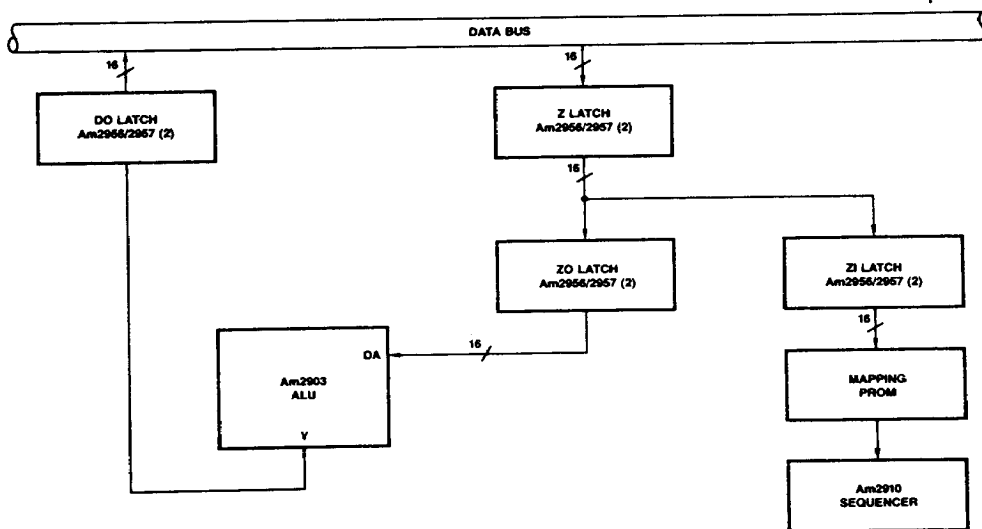 DATA BUS
16
16
DO LATCH
Am2956/2957 (2)
Z LATCH
Am2956/2957 (2)
16
ZO LATCH
Am2956/2957 (2)
ZI LATCH
Am2956/2957 (2)
16
16
DA
Am2903
ALU
Y
MAPPING
PROM
Am2910
SEQUENCER